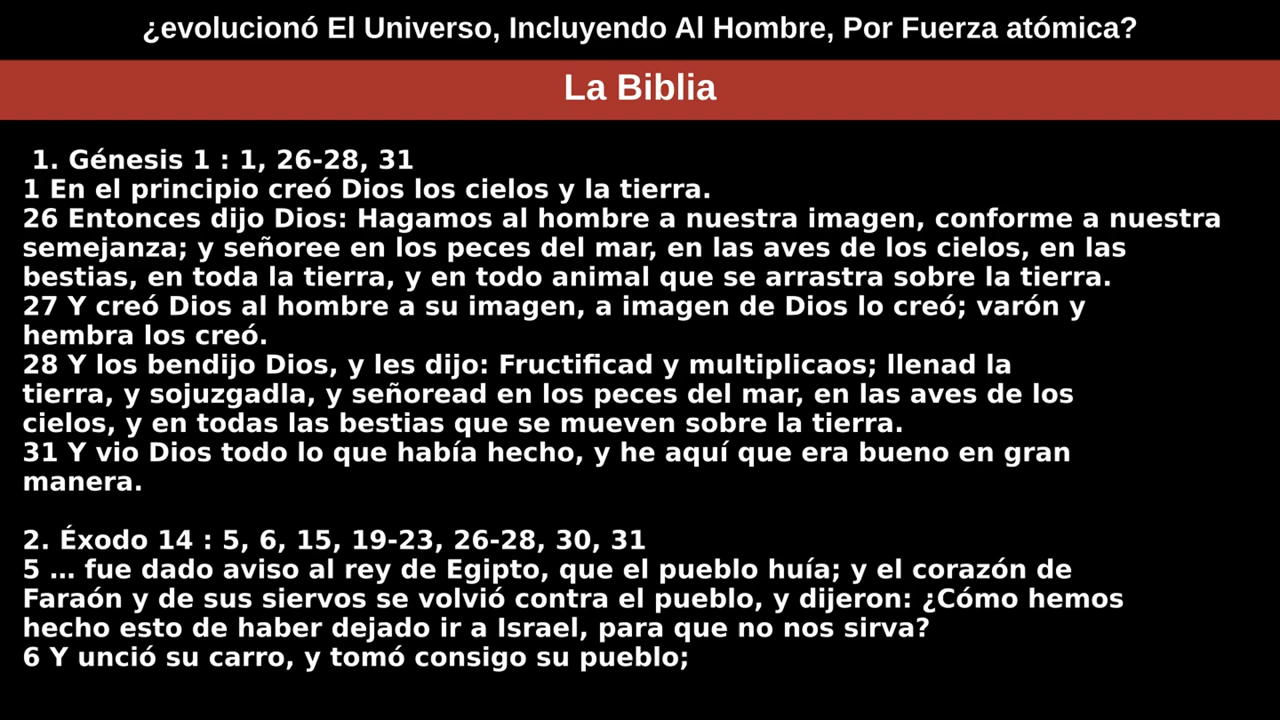 ¿evolucionó El Universo, Incluyendo Al Hombre, Por Fuerza atómica?
La Biblia
1. Génesis 1 : 1, 26-28, 31
1 En el principio creó Dios los cielos y la tierra.
26 Entonces dijo Dios: Hagamos al hombre a nuestra imagen, conforme a nuestra
semejanza; y señoree en los peces del mar, en las aves de los cielos, en las
bestias, en toda la tierra, y en todo animal que se arrastra sobre la tierra.
27 Y creó Dios al hombre a su imagen, a imagen de Dios lo creó; varón y
hembra los creó.
28 Y los bendijo Dios, y les dijo: Fructificad y multiplicaos; llenad la
tierra, y sojuzgadla, y señoread en los peces del mar, en las aves de los
cielos, y en todas las bestias que se mueven sobre la tierra.
31 Y vio Dios todo lo que había hecho, y he aquí que era bueno en gran
manera.
2. Éxodo 14 : 5, 6, 15, 19-23, 26-28, 30, 31
5 … fue dado aviso al rey de Egipto, que el pueblo huía; y el corazón de
Faraón y de sus siervos se volvió contra el pueblo, y dijeron: ¿Cómo hemos
hecho esto de haber dejado ir a Israel, para que no nos sirva?
6 Y unció su carro, y tomó consigo su pueblo;